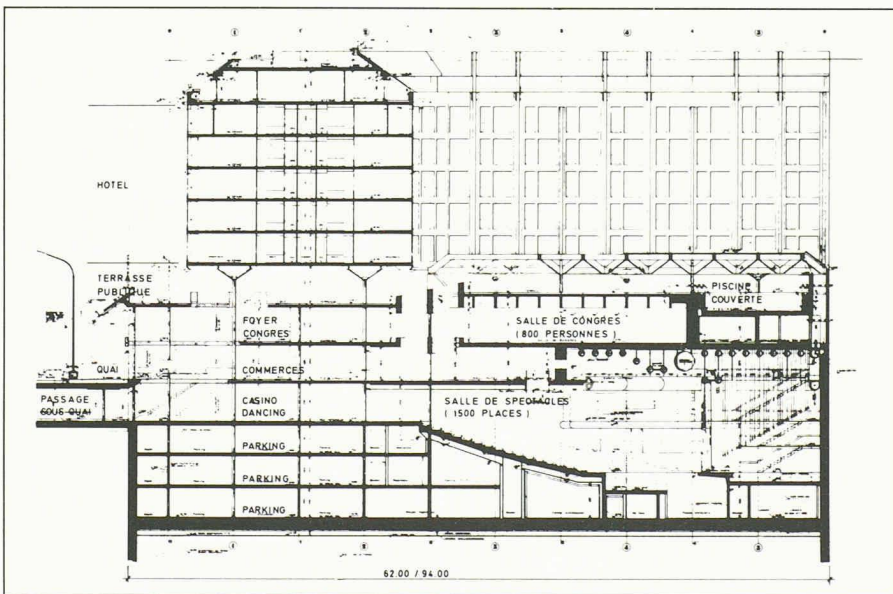 HOTEL
TERRASSE
PUBLIQUE
PISCINE
COUVERTE
FOYER
CONGRES
SALLE DE CONGRES
(800 PERSONNES)
QUAI
COMMERCES
PASSAGE
SOUS QUAI
CASINO
DANCING
SALLE DE SPECTACLES
(1500 PLACES)
PARKING
PARKING
PARKING
62.00 / 94.00